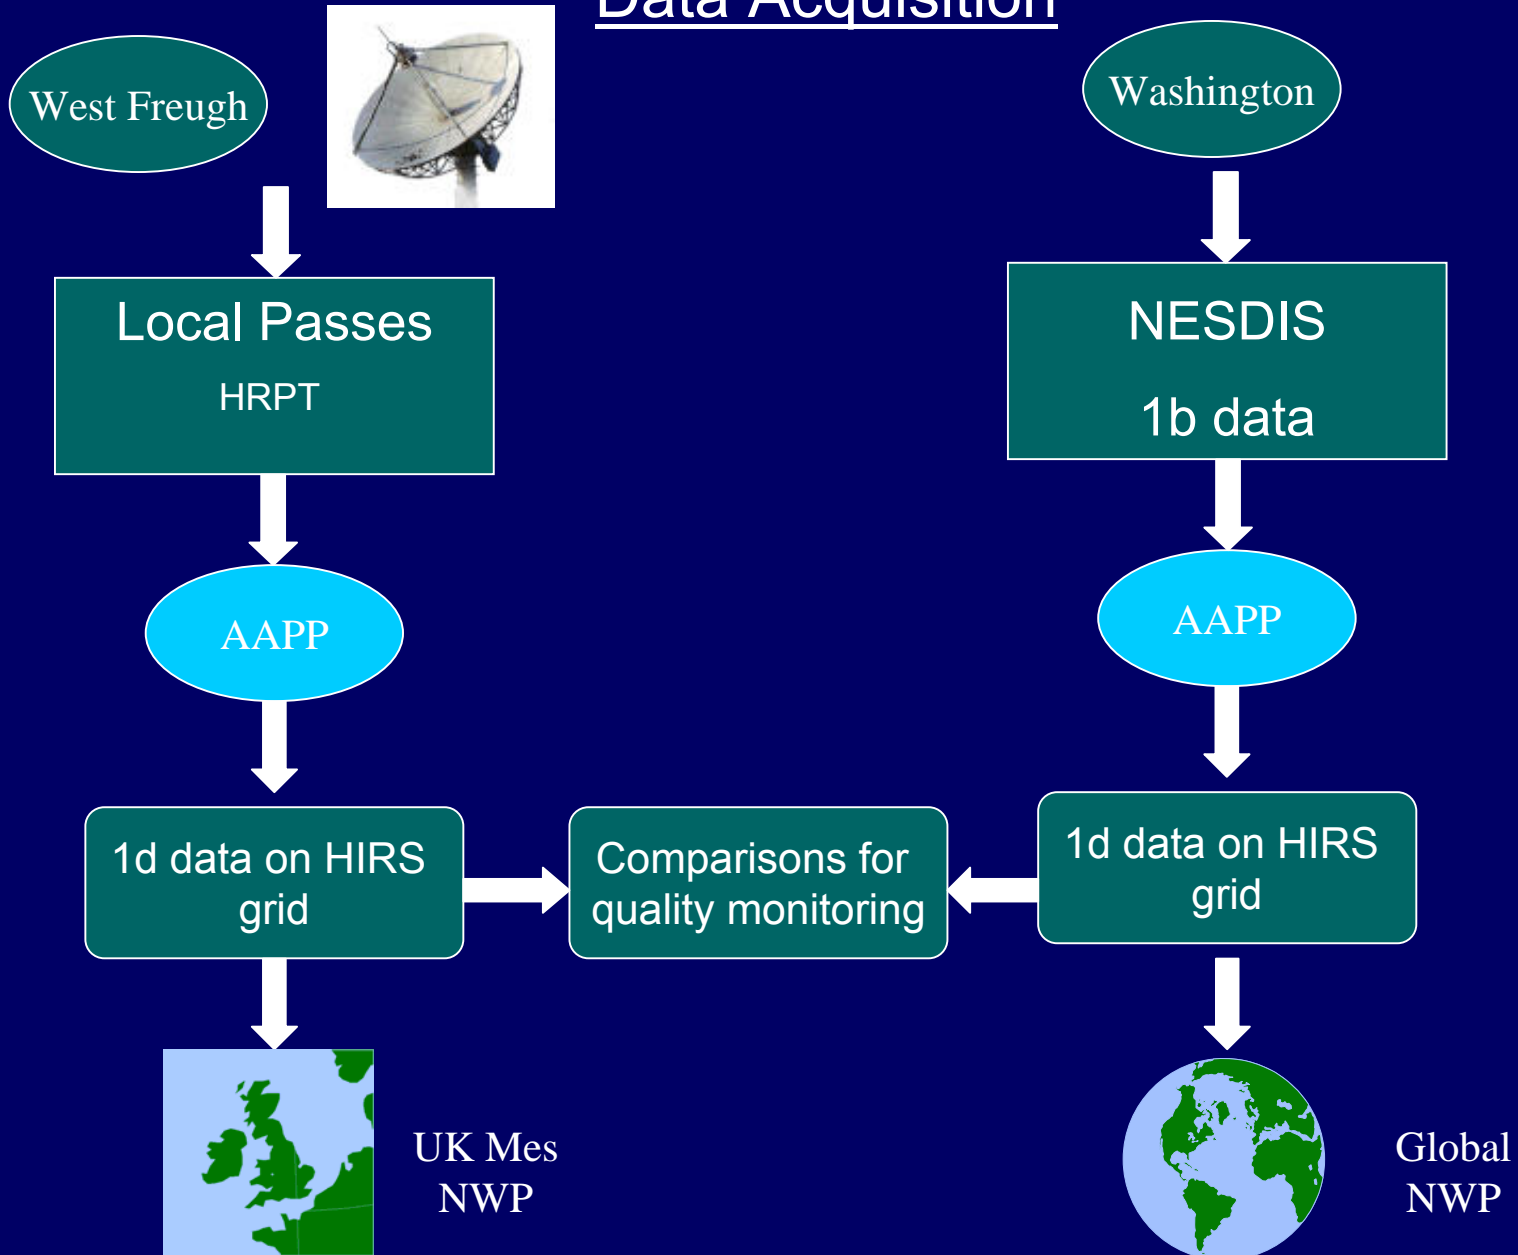 Data Acquisition
West Freugh
Washington
Local Passes
HRPT
NESDIS
1b data
AAPP
AAPP
1d data on HIRS
grid
Comparisons for
quality monitoring
1d data on HIRS
grid
UK Mes
NWP
Global
NWP